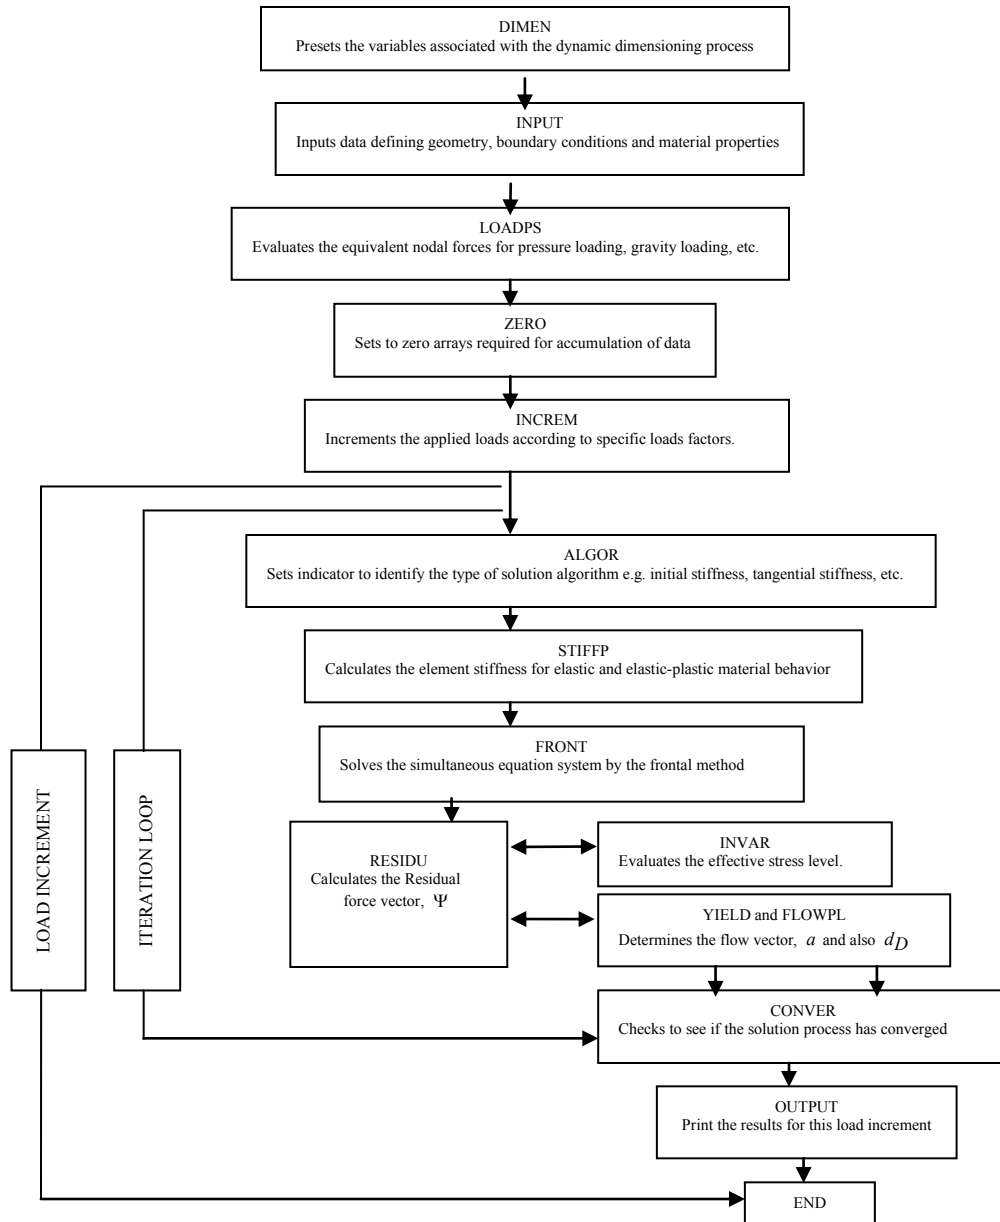 DIMEN
Presets the variables associated with the dynamic dimensioning process
INPUT
Inputs data defining geometry, boundary conditions and material properties
LOADPS
Evaluates the equivalent nodal forces for pressure loading, gravity loading, etc.
ZERO
Sets to zero arrays required for accumulation of data
INCREM
Increments the applied loads according to specific loads factors.
ALGOR
Sets indicator to identify the type of solution algorithm e.g. initial stiffness, tangential stiffness, etc.
STIFFP
Calculates the element stiffness for elastic and elastic-plastic material behavior
FRONT
Solves the simultaneous equation system by the frontal method
LOAD INCREMENT
ITERATION LOOP
RESIDU
Calculates the Residual
force vector, Ψ
INVAR
Evaluates the effective stress level.
YIELD and FLOWPL
Determines the flow vector, a and also d_D
CONVER
Checks to see if the solution process has converged
OUTPUT
Print the results for this load increment
END